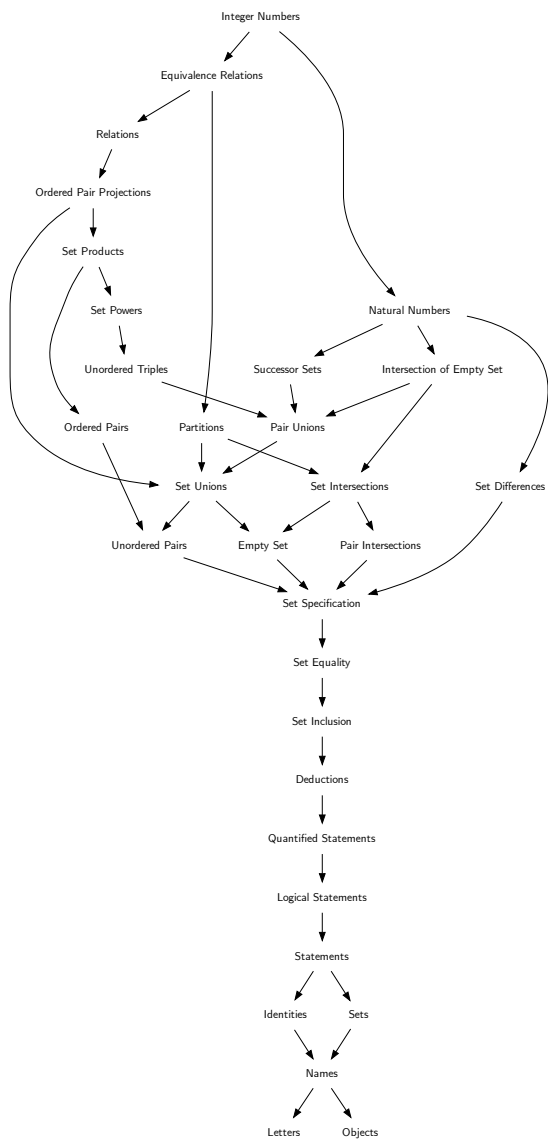 Integer Numbers
Equivalence Relations
Relations
Ordered Pair Projections
Set Products
Set Powers
Natural Numbers
Unordered Triples
Successor Sets
Intersection of Empty Set
Ordered Pairs
Partitions
Pair Unions
Set Unions
Set Intersections
Set Differences
Unordered Pairs
Empty Set
Pair Intersections
Set Specification
Set Equality
Set Inclusion
Deductions
Quantified Statements
Logical Statements
Statements
Identities
Sets
Names
Letters
Objects